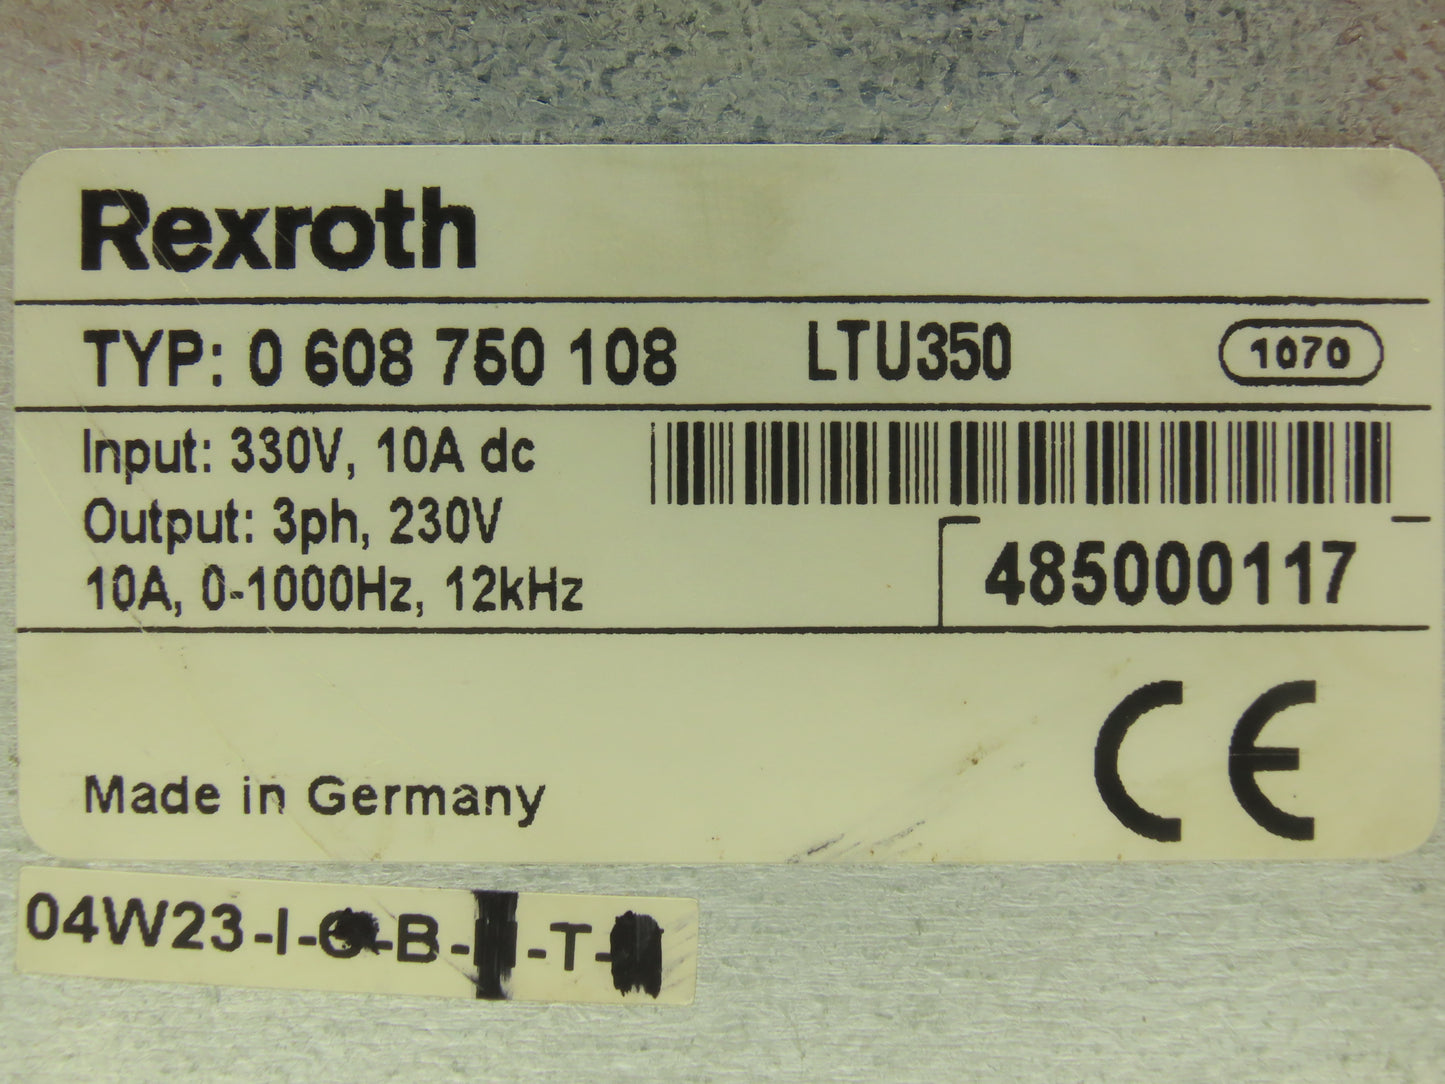 Rexroth
TYP: 0 608 750 108 LTU350 1070
Input: 330V, 10A dc
Output: 3ph, 230V
10A, 0-1000Hz, 12kHz
485000117
CE
Made in Germany
04W23-I- -B- -T-